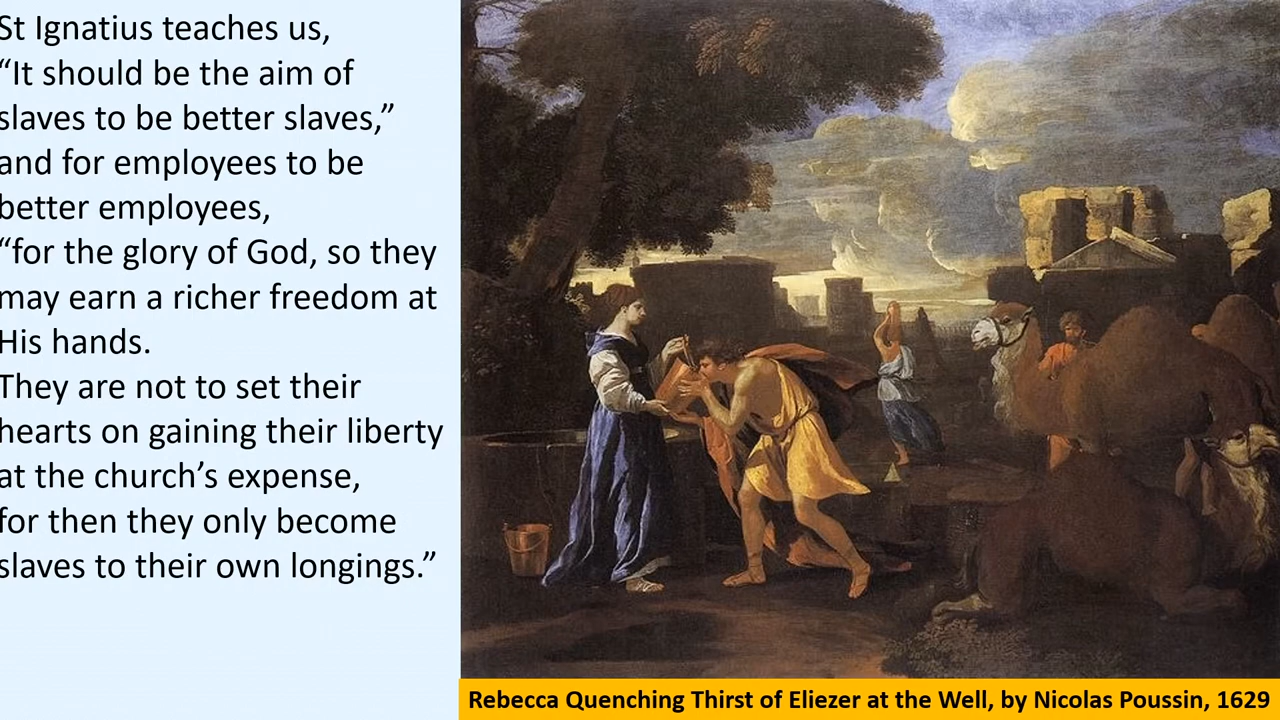 St Ignatius teaches us,
“It should be the aim of
slaves to be better slaves,”
and for employees to be
better employees,
“for the glory of God, so they
may earn a richer freedom at
His hands.
They are not to set their
hearts on gaining their liberty
at the church’s expense,
for then they only become
slaves to their own longings.”
Rebecca Quenching Thirst of Eliezer at the Well, by Nicolas Poussin, 1629